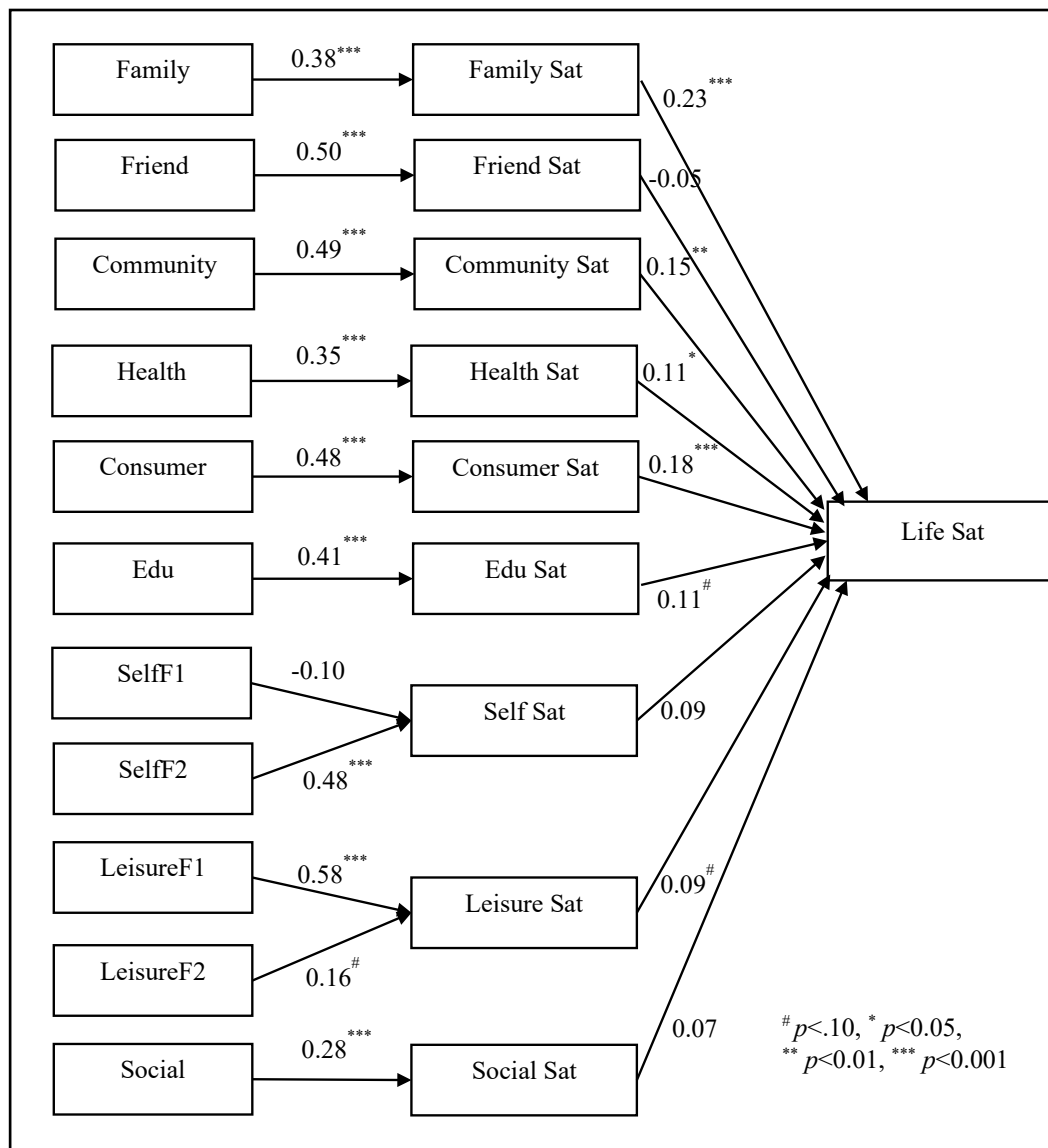 Family 0.38*** Family Sat 0.23***
Friend 0.50*** Friend Sat -0.05
Community 0.49*** Community Sat 0.15**
Health 0.35*** Health Sat 0.11*
Consumer 0.48*** Consumer Sat 0.18***
Life Sat
Edu 0.41*** Edu Sat 0.11#
SelfF1 -0.10
Self Sat 0.09
SelfF2 0.48***
LeisureF1 0.58***
Leisure Sat 0.09#
LeisureF2 0.16#
Social 0.28*** Social Sat 0.07
# p<.10, * p<0.05,
** p<0.01, *** p<0.001